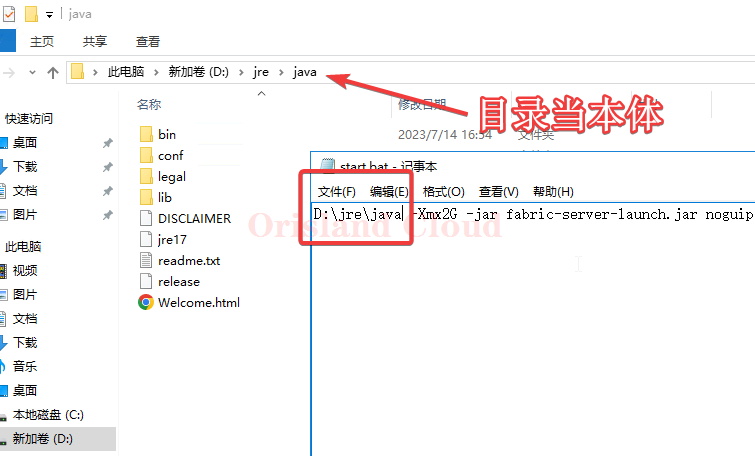 java
主页 共享 查看
此电脑 › 新加卷 (D:) › jre › java
目录当本体
快速访问
桌面
下载
文档
图片
此电脑
视频
图片
文档
下载
音乐
桌面
本地磁盘 (C:)
新加卷 (D:)
名称 修改日期
bin 2023/7/14 16:54 文件夹
conf
legal
lib
DISCLAIMER
jre17
readme.txt
release
Welcome.html
start.bat - 记事本
文件(F) 编辑(E) 格式(O) 查看(V) 帮助(H)
D:\jre\java -Xmx2G -jar fabric-server-launch.jar noguip
Orisland Cloud